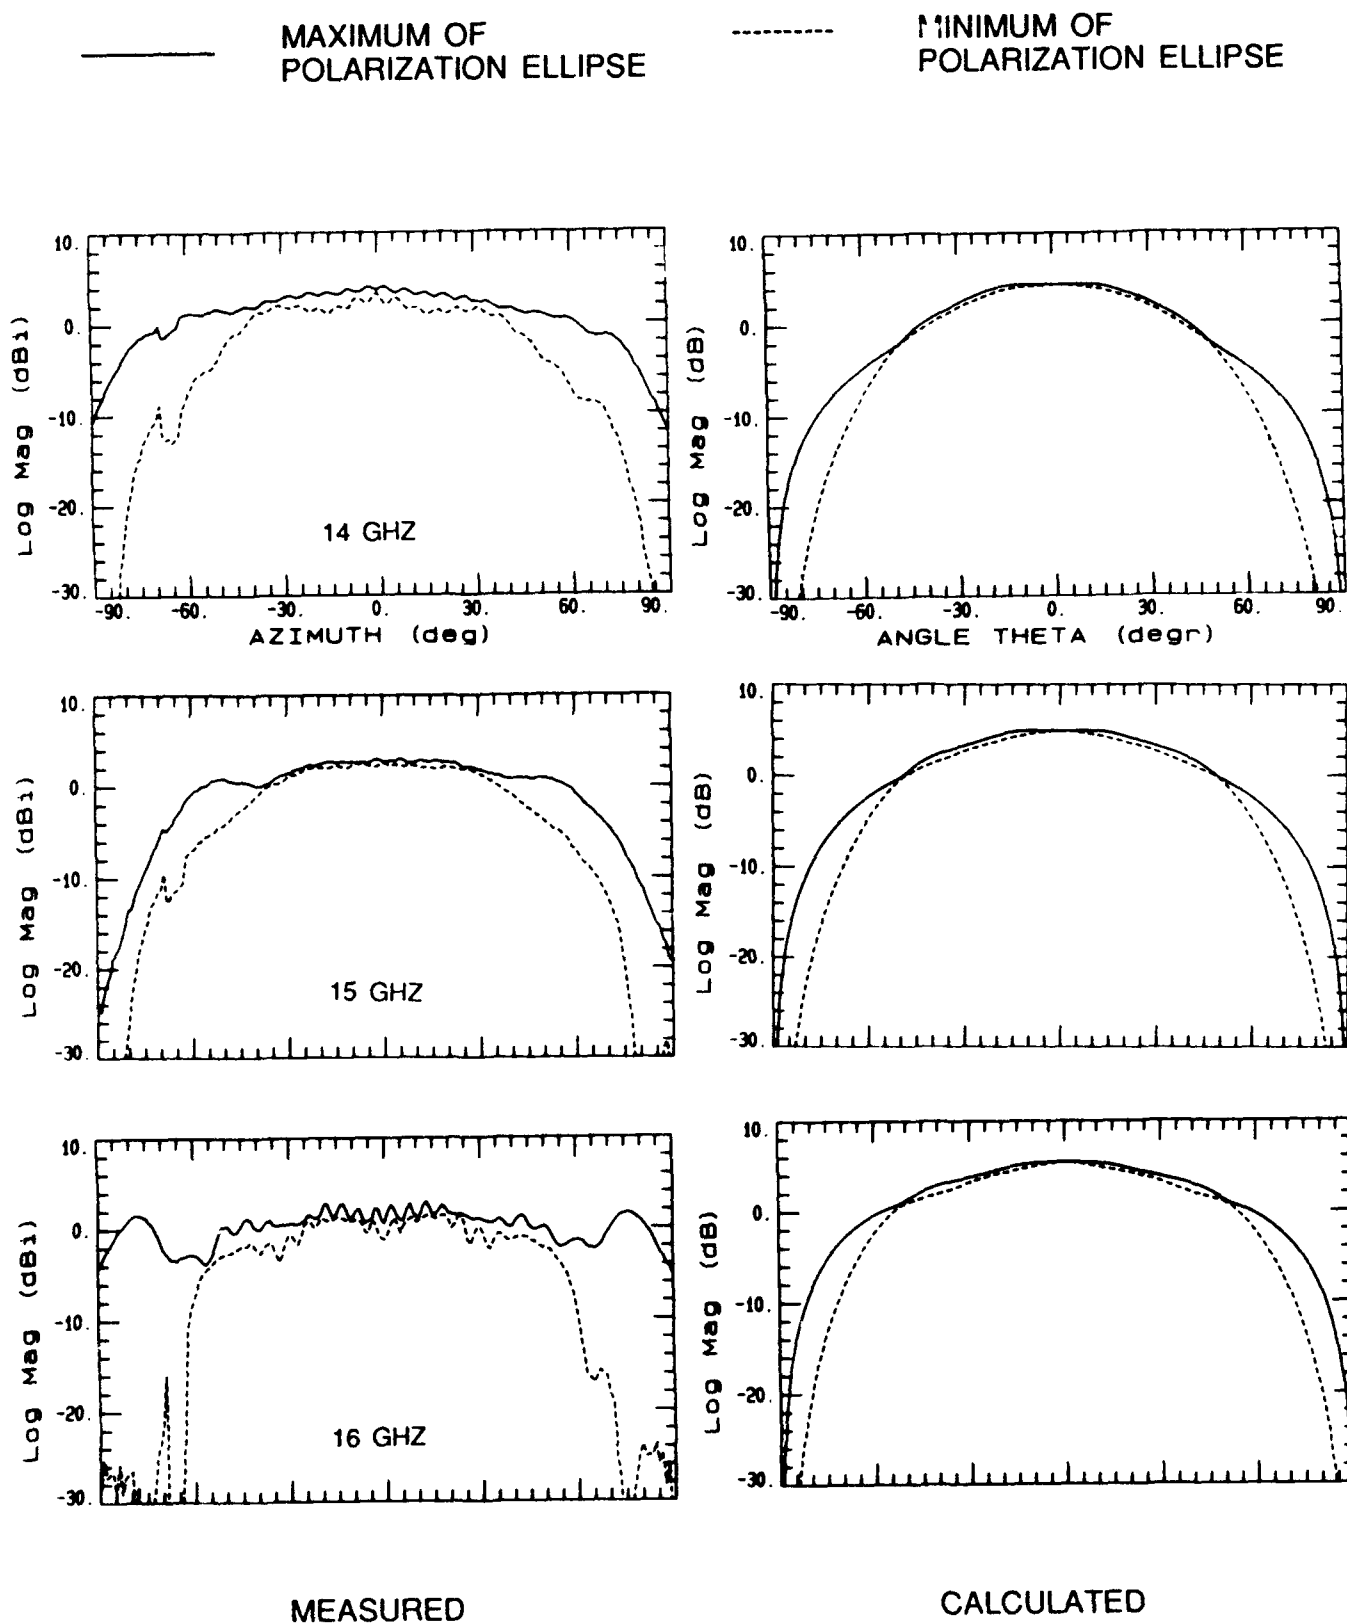 MAXIMUM OF
POLARIZATION ELLIPSE
MINIMUM OF
POLARIZATION ELLIPSE
10.
0.
-10.
-20.
-30.
Log Mag (dBi)
14 GHZ
-90. -60. -30. 0. 30. 60. 90.
AZIMUTH (deg)
10.
0.
-10.
-20.
-30.
Log Mag (dB)
-90. -60. -30. 0. 30. 60. 90.
ANGLE THETA (degr)
10.
0.
-10.
-20.
-30.
Log Mag (dBi)
15 GHZ
10.
0.
-10.
-20.
-30.
Log Mag (dB)
10.
0.
-10.
-20.
-30.
Log Mag (dBi)
16 GHZ
10.
0.
-10.
-20.
-30.
Log Mag (dB)
MEASURED
CALCULATED